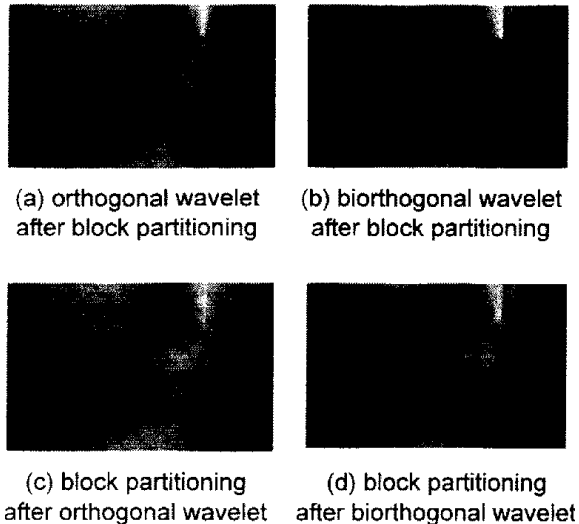 (a) orthogonal wavelet
after block partitioning
(b) biorthogonal wavelet
after block partitioning
(c) block partitioning
after orthogonal wavelet
(d) block partitioning
after biorthogonal wavelet